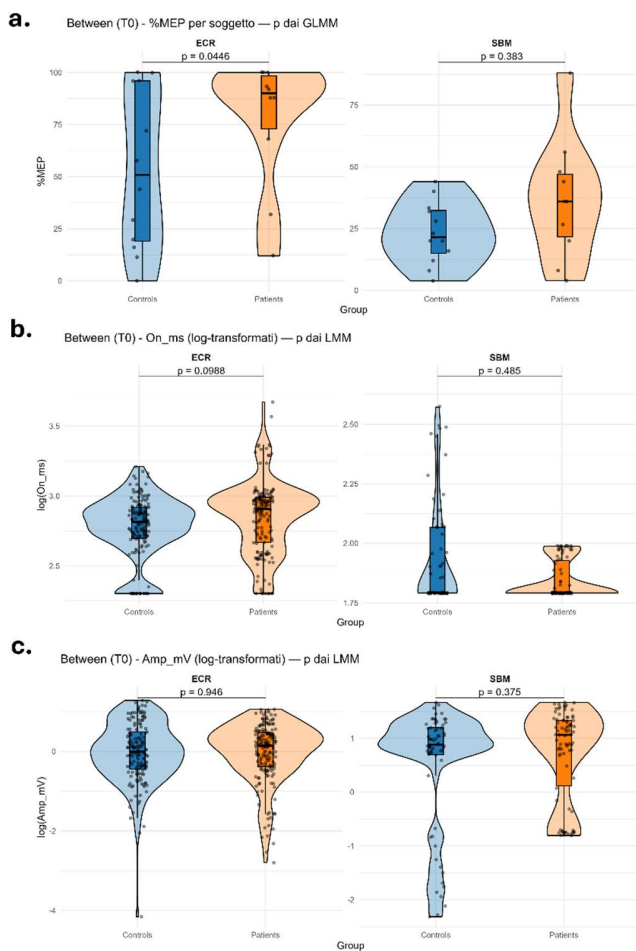 a.
Between (T0) - %MEP per soggetto — p dai GLMM
ECR
p = 0.0446
SBM
p = 0.383
%MEP
100
75
50
25
0
75
50
25
0
Controls Patients
Controls Patients
Group
b.
Between (T0) - On_ms (log-transformati) — p dai LMM
ECR
p = 0.0988
SBM
p = 0.485
log(On_ms)
3.5
3.0
2.5
2.50
2.25
2.00
1.75
Controls Patients
Controls Patients
Group
c.
Between (T0) - Amp_mV (log-transformati) — p dai LMM
ECR
p = 0.946
SBM
p = 0.375
log(Amp_mV)
0
-2
-4
1
0
-1
-2
Controls Patients
Controls Patients
Group